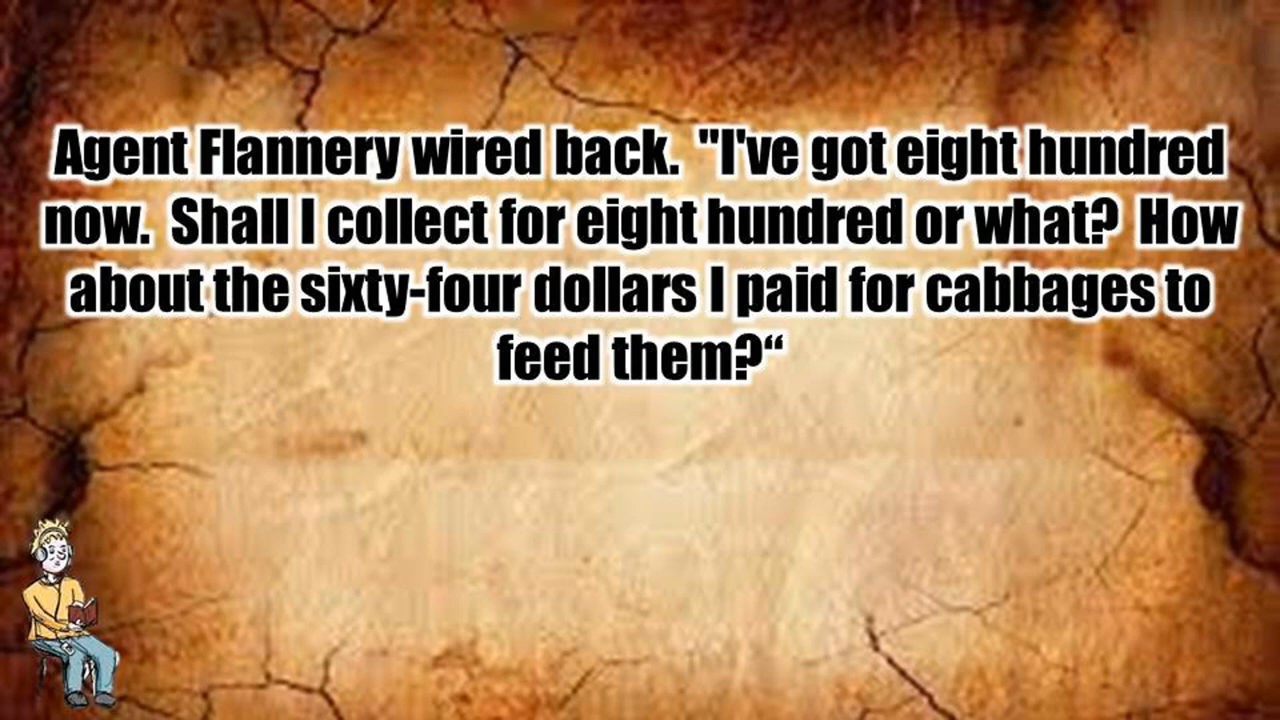 Agent Flannery wired back.  "I've got eight hundred
now.  Shall I collect for eight hundred or what?  How
about the sixty-four dollars I paid for cabbages to
feed them?“